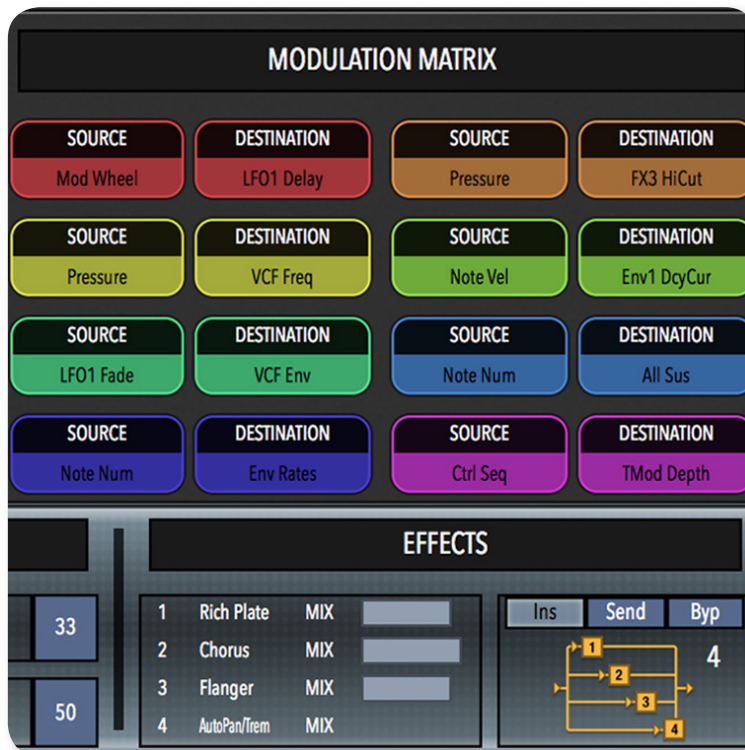 MODULATION MATRIX
SOURCE DESTINATION SOURCE DESTINATION
Mod Wheel LFO1 Delay Pressure FX3 HiCut
SOURCE DESTINATION SOURCE DESTINATION
Pressure VCF Freq Note Vel Env1 DcyCur
SOURCE DESTINATION SOURCE DESTINATION
LFO1 Fade VCF Env Note Num All Sus
SOURCE DESTINATION SOURCE DESTINATION
Note Num Env Rates Ctrl Seq TMod Depth
EFFECTS
33
1 Rich Plate MIX
2 Chorus MIX
3 Flanger MIX
4 AutoPan/Trem MIX
50
Ins Send Byp
4
1
2
3
4